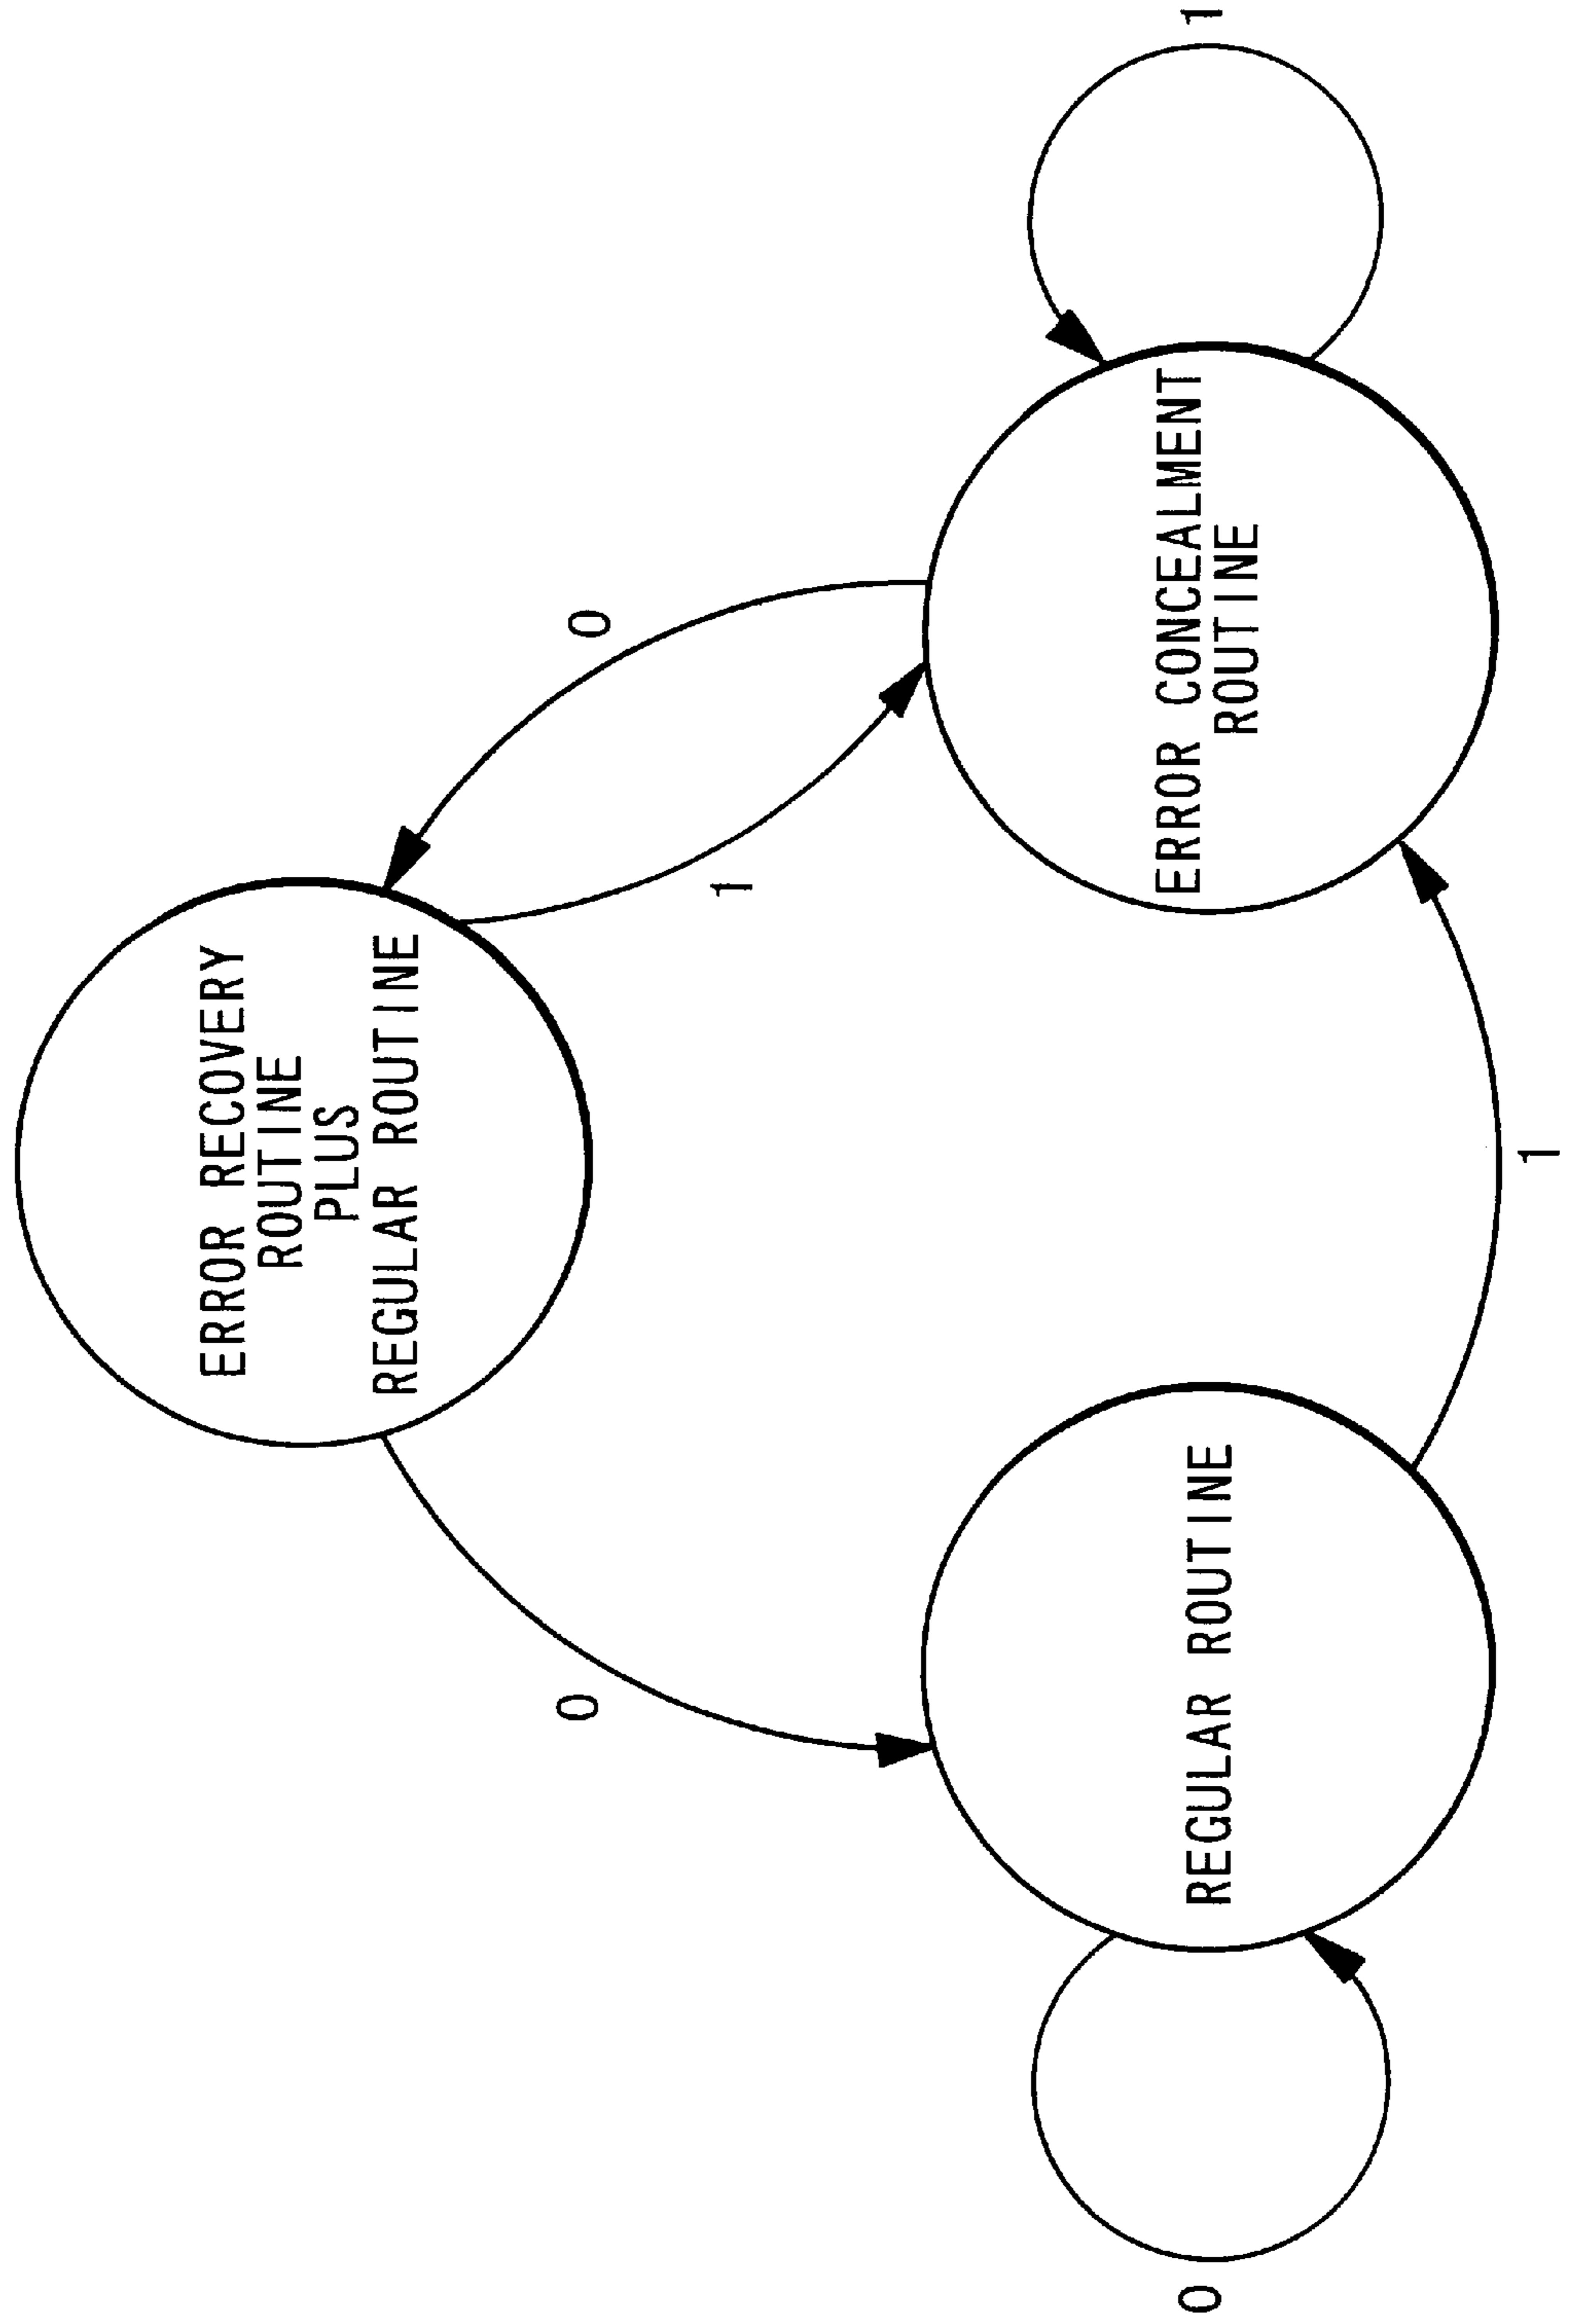 ERROR RECOVERY
ROUTINE
PLUS
REGULAR ROUTINE
0
0
1
REGULAR ROUTINE
ERROR CONCEALMENT
ROUTINE
0
1
1